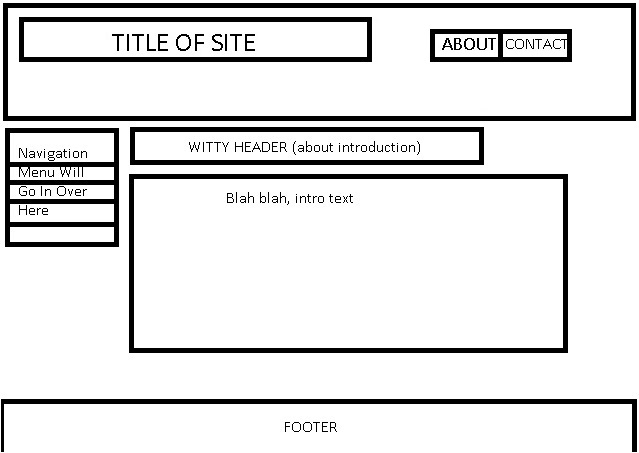 TITLE OF SITE
ABOUT CONTACT
WITTY HEADER (about introduction)
Navigation
Menu Will
Go In Over
Here
Blah blah, intro text
FOOTER